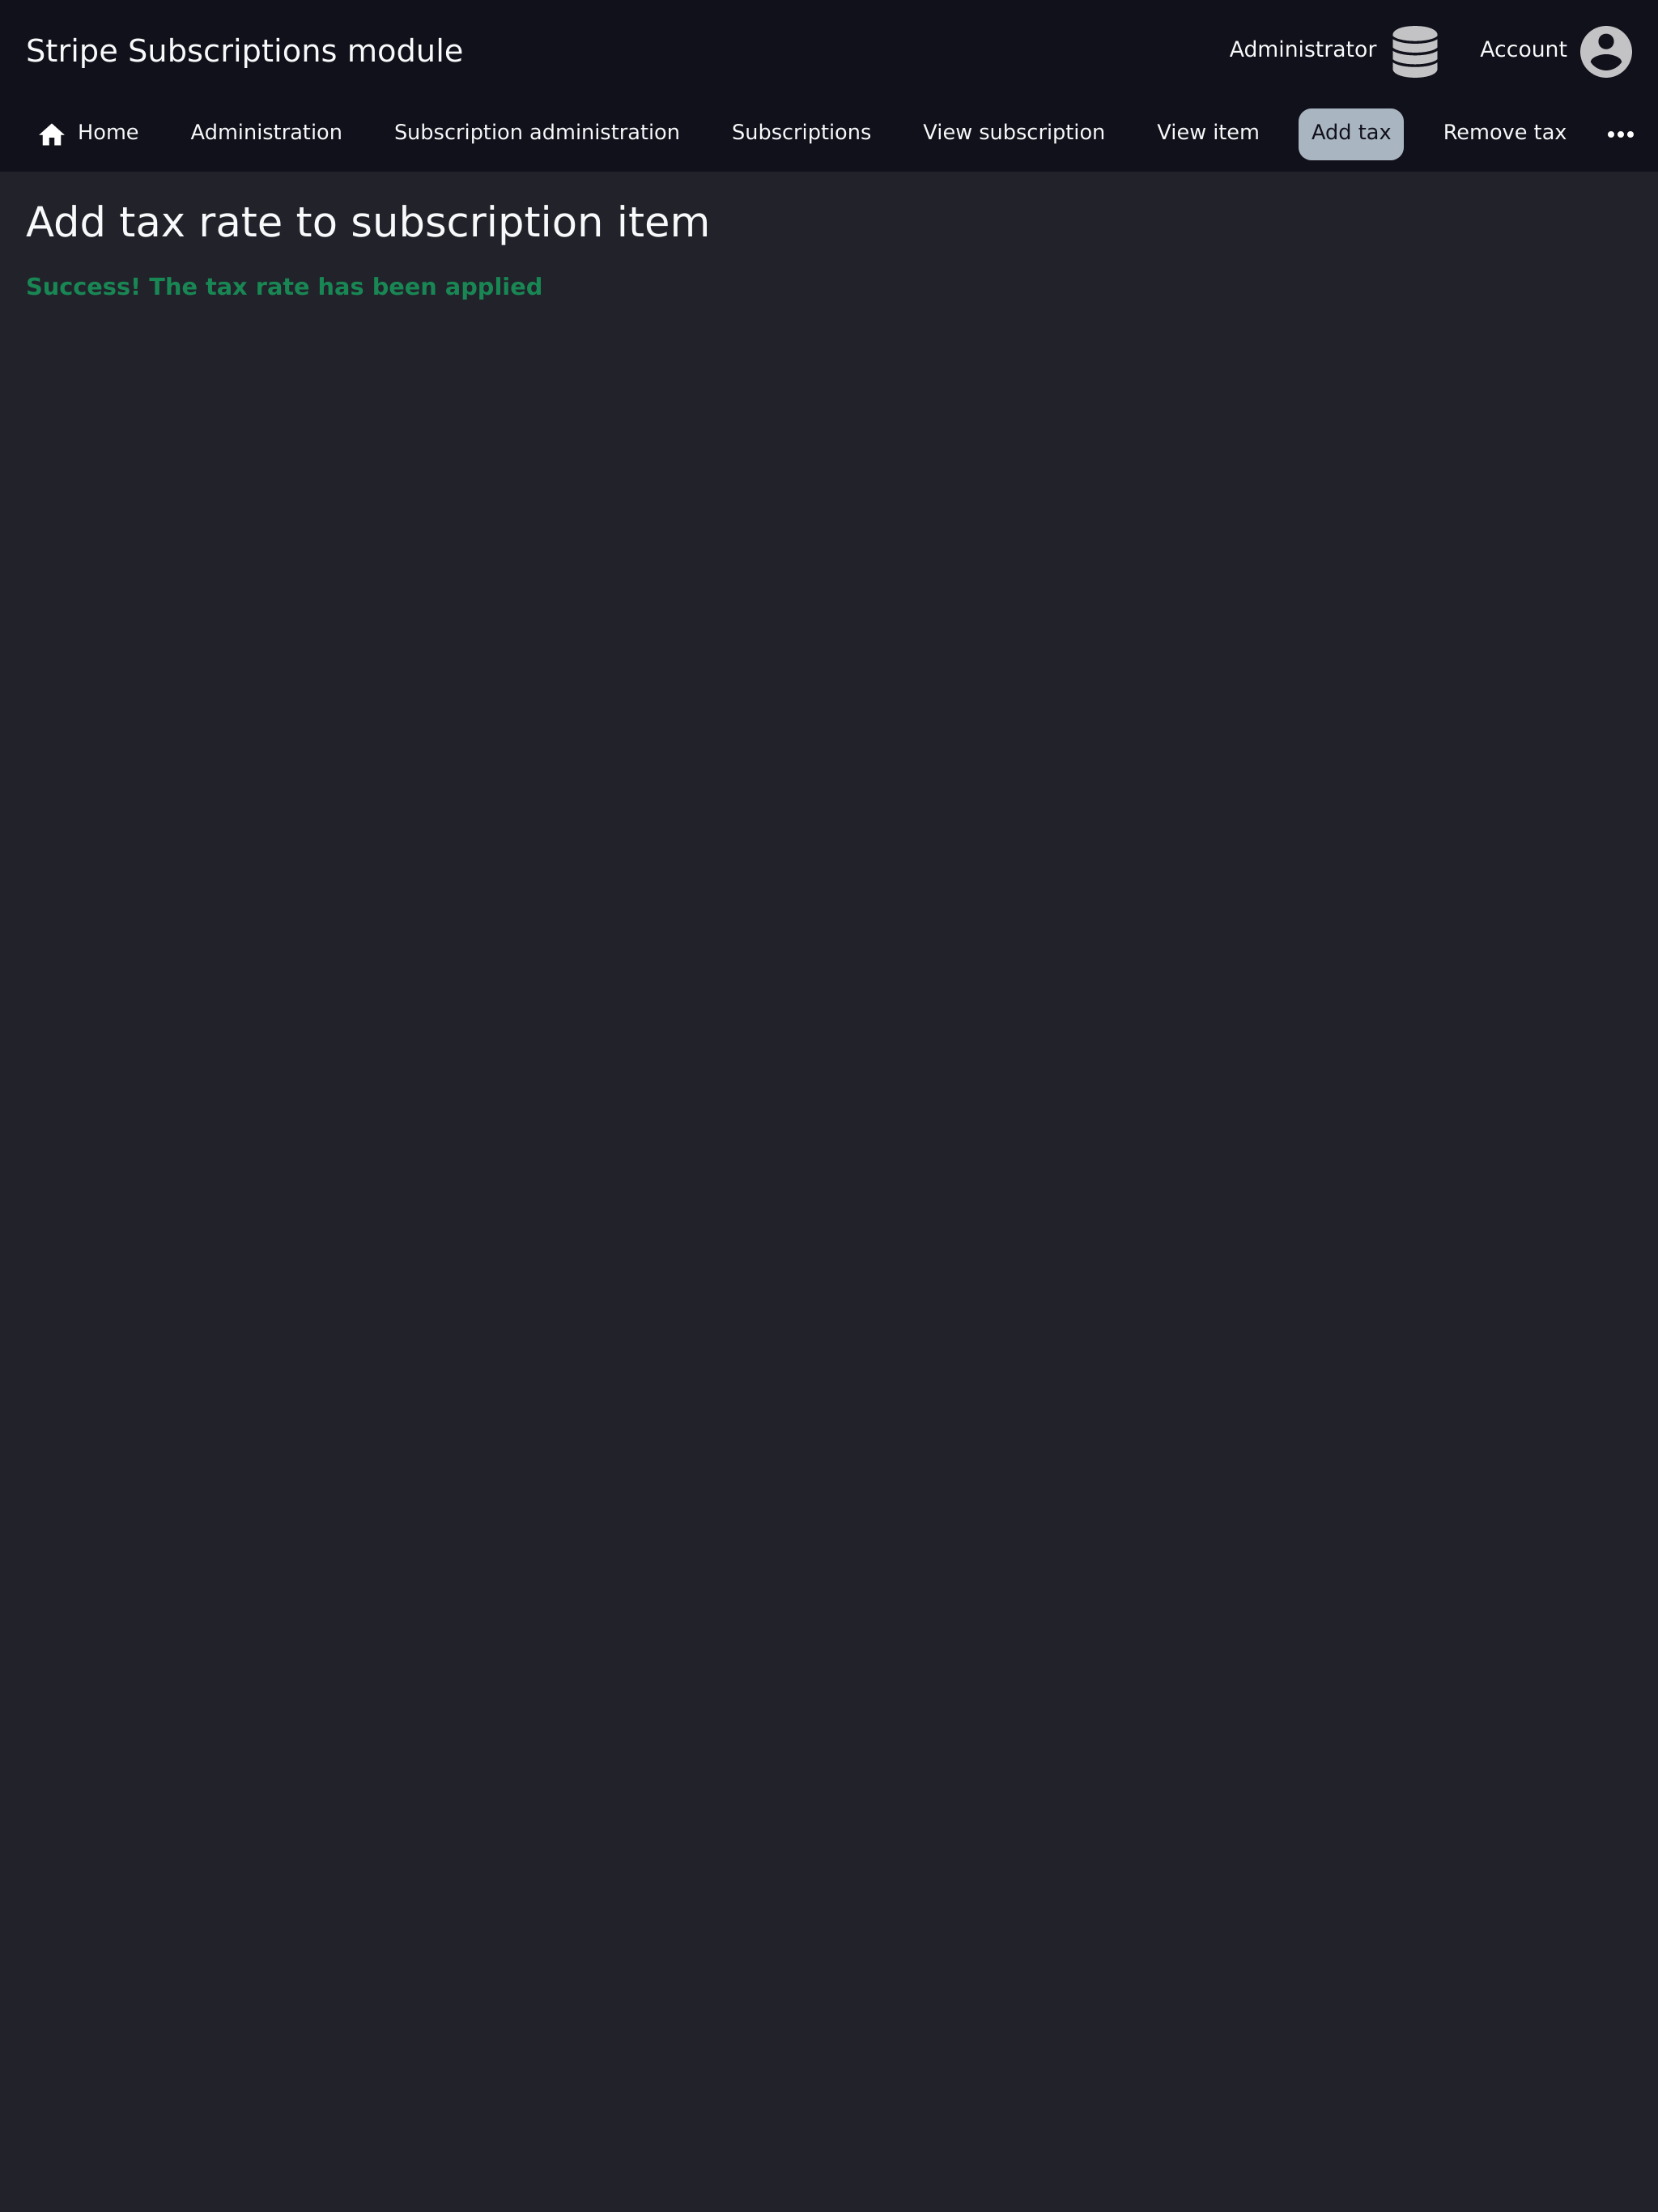 Stripe Subscriptions module
Administrator
Account
Home
Administration
Subscription administration
Subscriptions
View subscription
View item
Add tax
Remove tax
Add tax rate to subscription item
Success! The tax rate has been applied